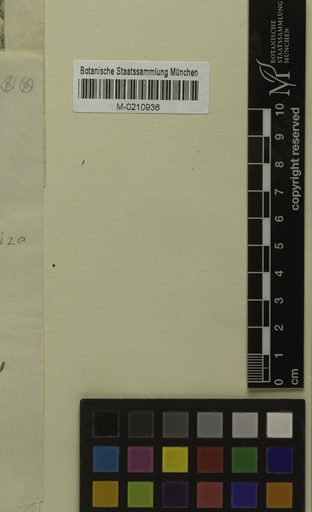 Botanische Staatssammlung München
M-0210936
BOTANISCHE
STAATSSAMMLUNG
MÜNCHEN
0 1 2 3 4 5 6 7 8 9 10
cm
copyright reserved
ize